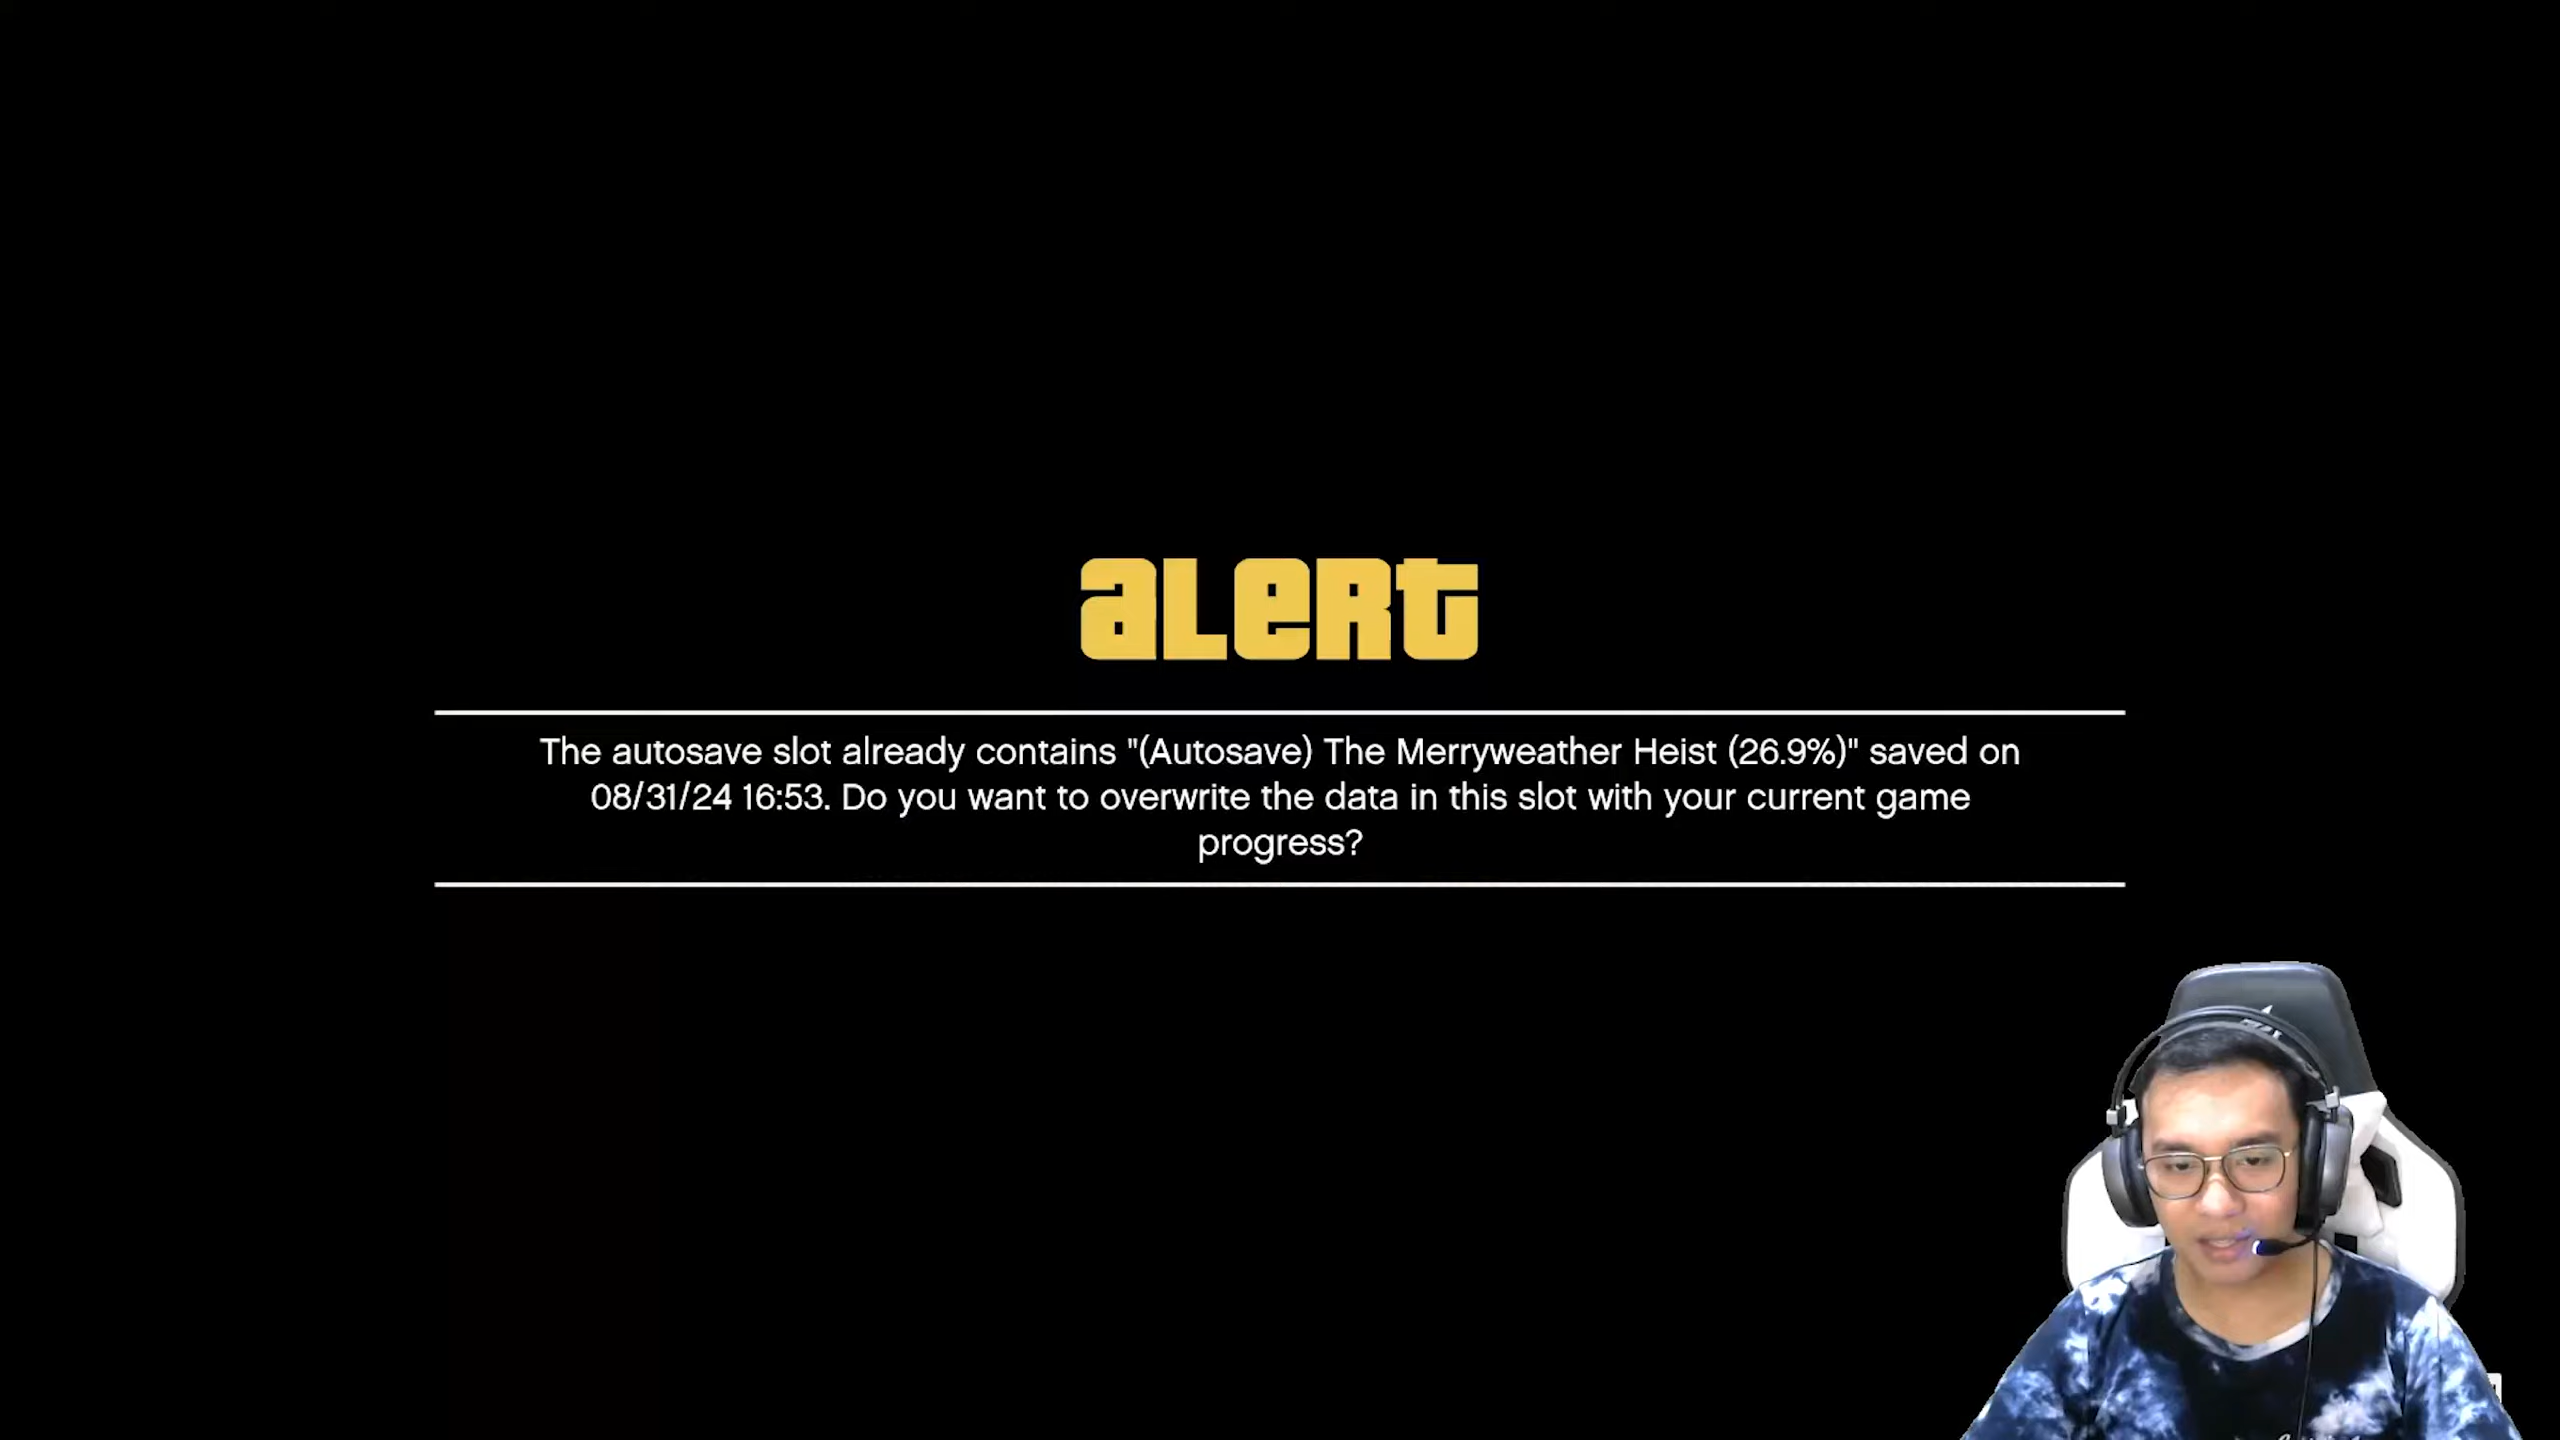 aLeRt
The autosave slot already contains "(Autosave) The Merryweather Heist (26.9%)" saved on
08/31/24 16:53. Do you want to overwrite the data in this slot with your current game
progress?